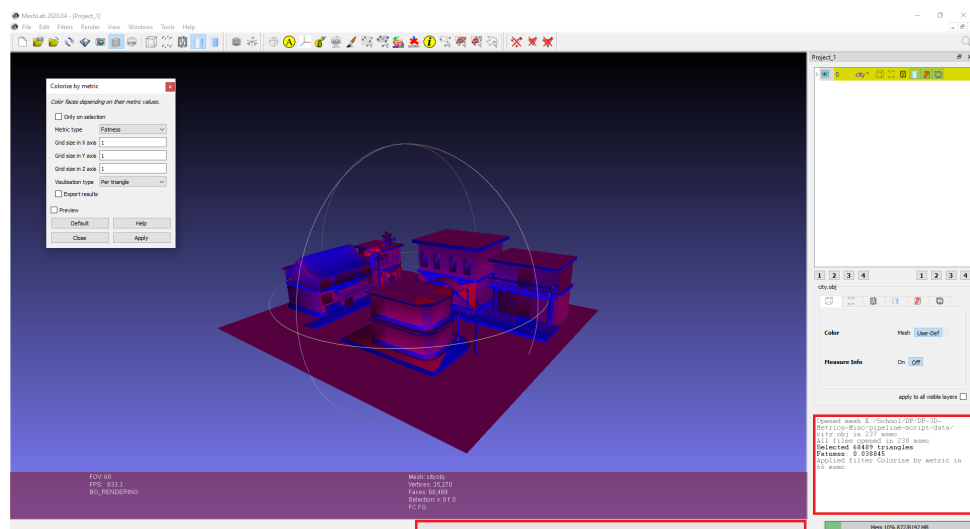 MeshLab 2020.04 - [Project_1]
File Edit Filters Render View Windows Tools Help
Project_1
0 city *
Colorize by metric
Color faces depending on their metric values.
Only on selection
Metric type Fatness
Grid size in X axis 1
Grid size in Y axis 1
Grid size in Z axis 1
Visulization type Per triangle
Export results
Preview
Default Help
Close Apply
1 2 3 4 1 2 3 4
city.obj
Color Mesh User-Def
Measure Info On Off
apply to all visible layers
Opened mesh E /School/DP/DP-3D-
Metrics-Misc/pipeline-script/data/
city obj in 237 msec
All files opened in 238 msec
Selected 68489 triangles
Fatness: 0.038845
Applied filter Colorize by metric in
66 msec
FOV: 60
FPS: 833.3
BO_RENDERING
Mesh: city.obj
Vertices: 35,270
Faces: 68,489
Selection: v: 0 f: 0
FC FQ
Mem 10% 872/8192 MB